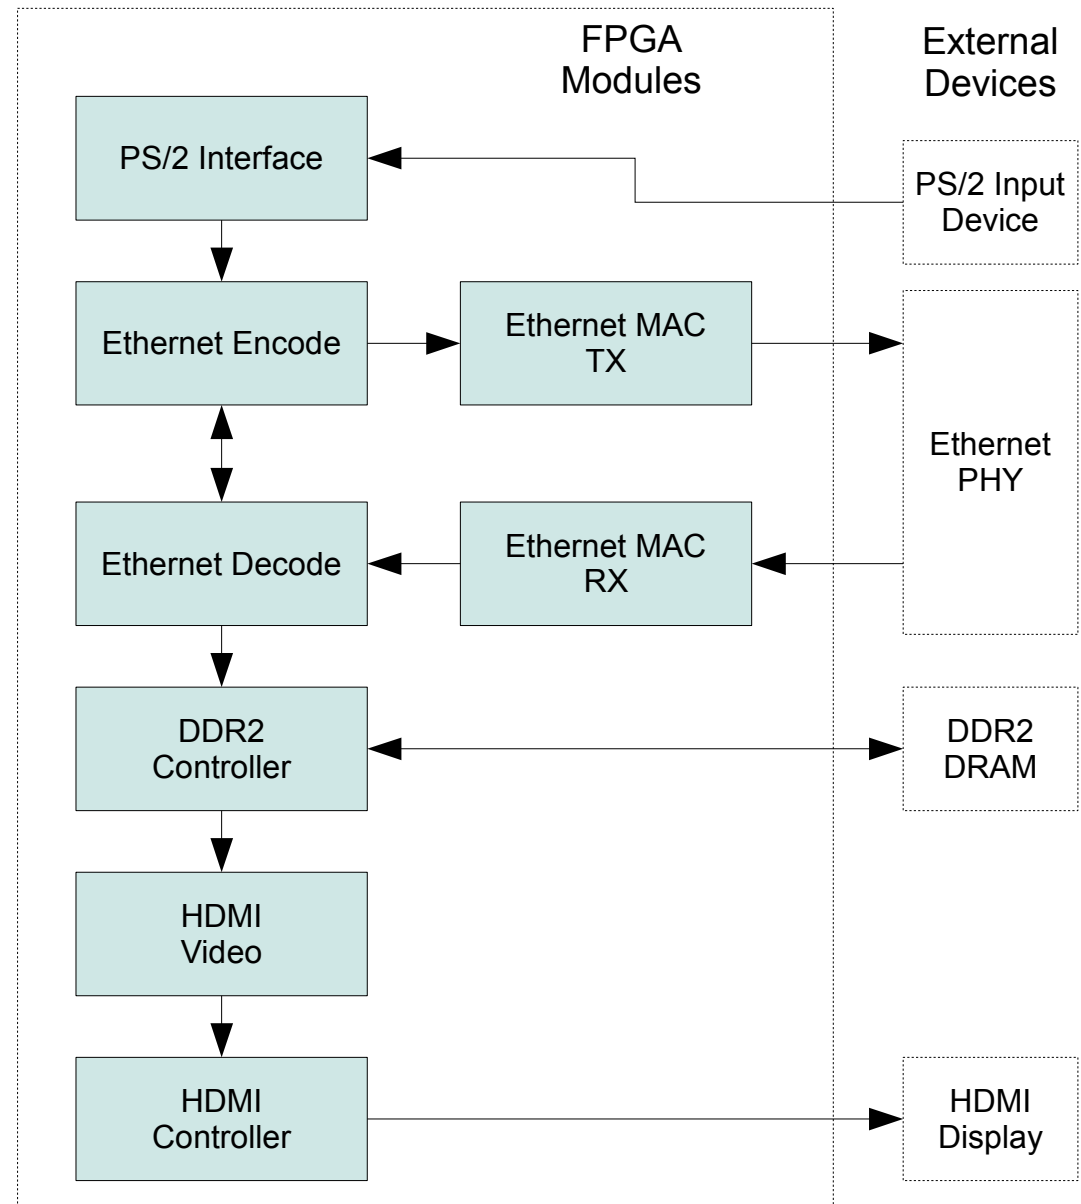 FPGA
Modules
External
Devices
PS/2 Interface
PS/2 Input
Device
Ethernet Encode
Ethernet MAC
TX
Ethernet
PHY
Ethernet Decode
Ethernet MAC
RX
DDR2
Controller
DDR2
DRAM
HDMI
Video
HDMI
Controller
HDMI
Display